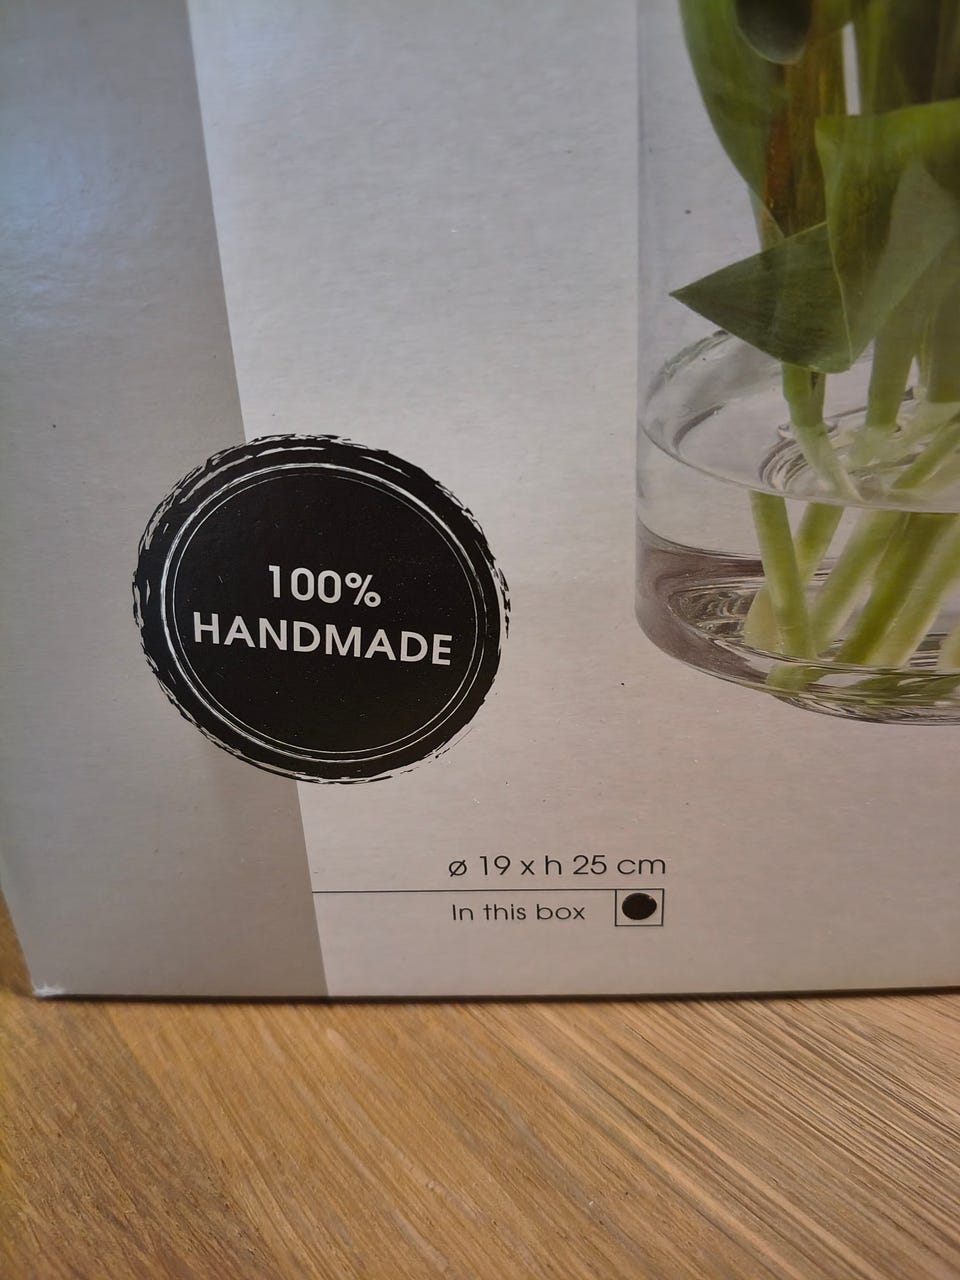 100%
HANDMADE
ø 19 x h 25 cm
In this box